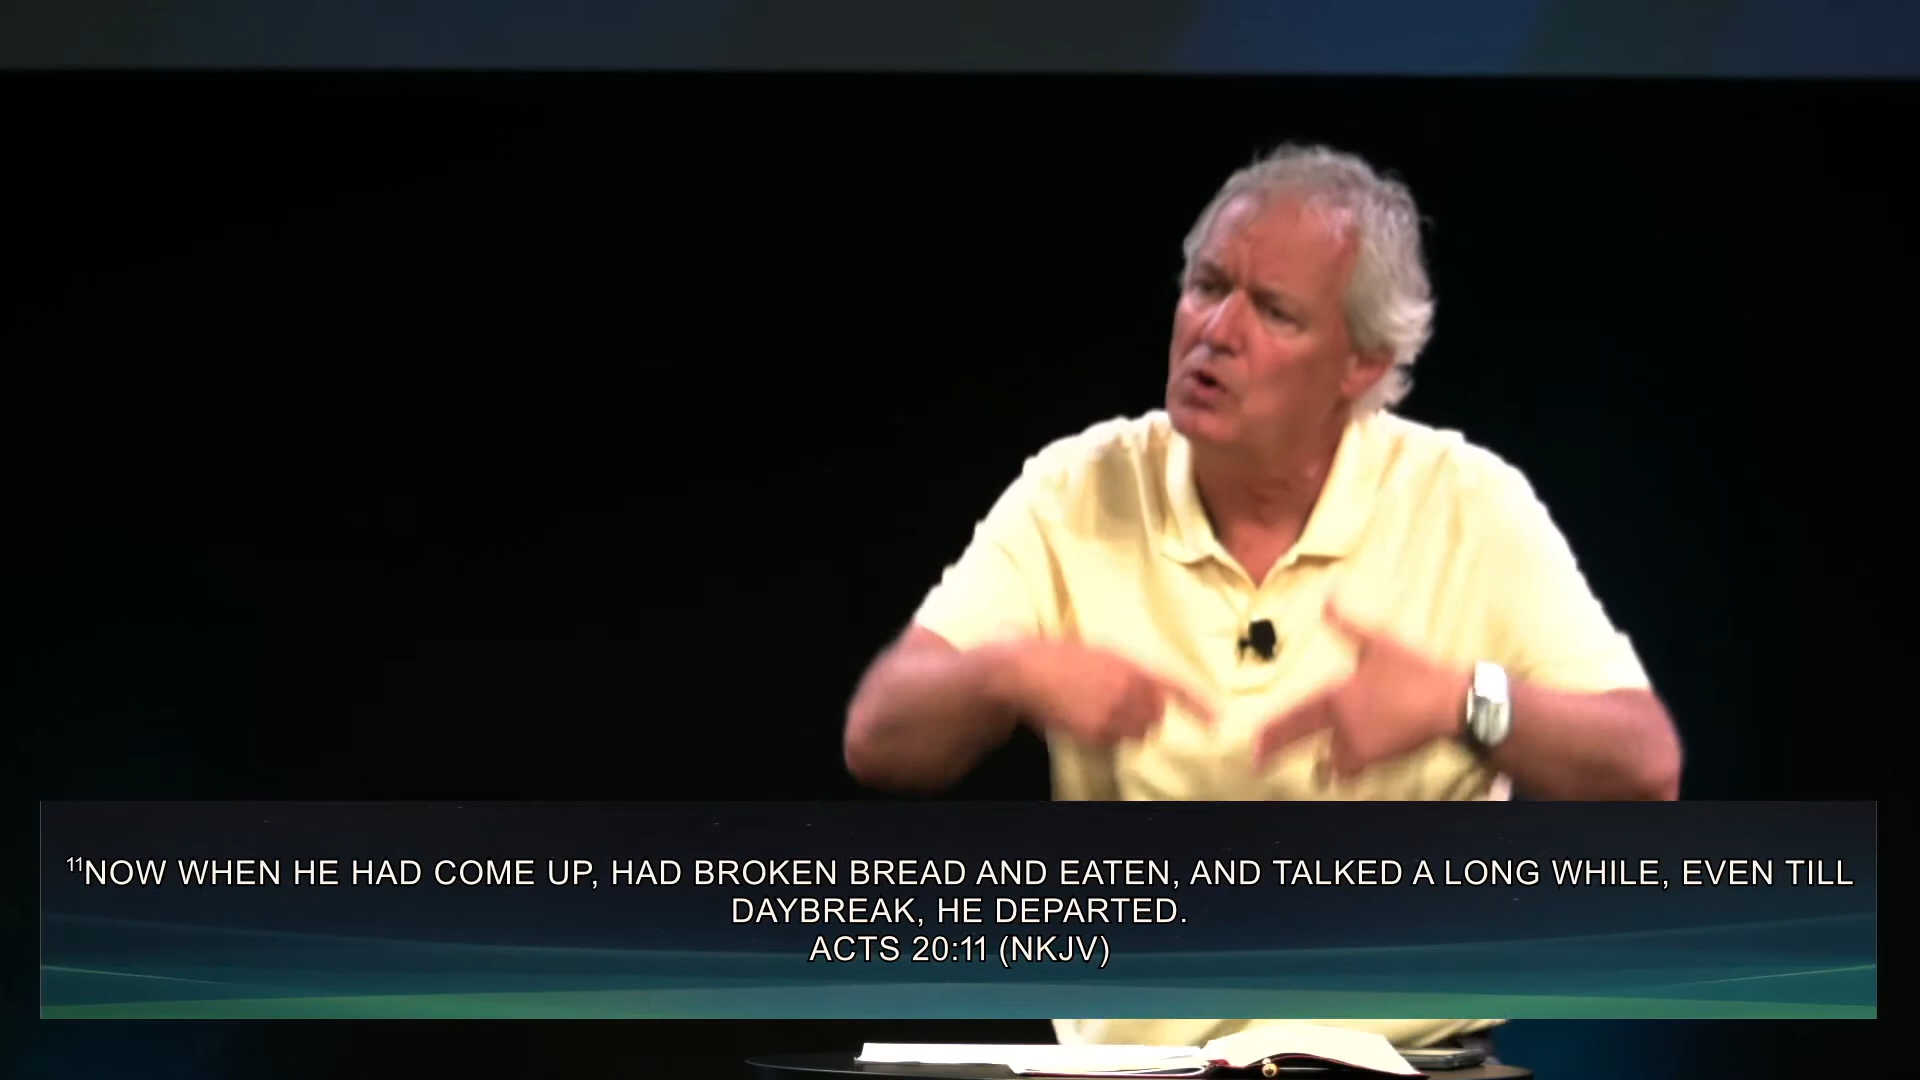 ¹¹NOW WHEN HE HAD COME UP, HAD BROKEN BREAD AND EATEN, AND TALKED A LONG WHILE, EVEN TILL
DAYBREAK, HE DEPARTED.
ACTS 20:11 (NKJV)